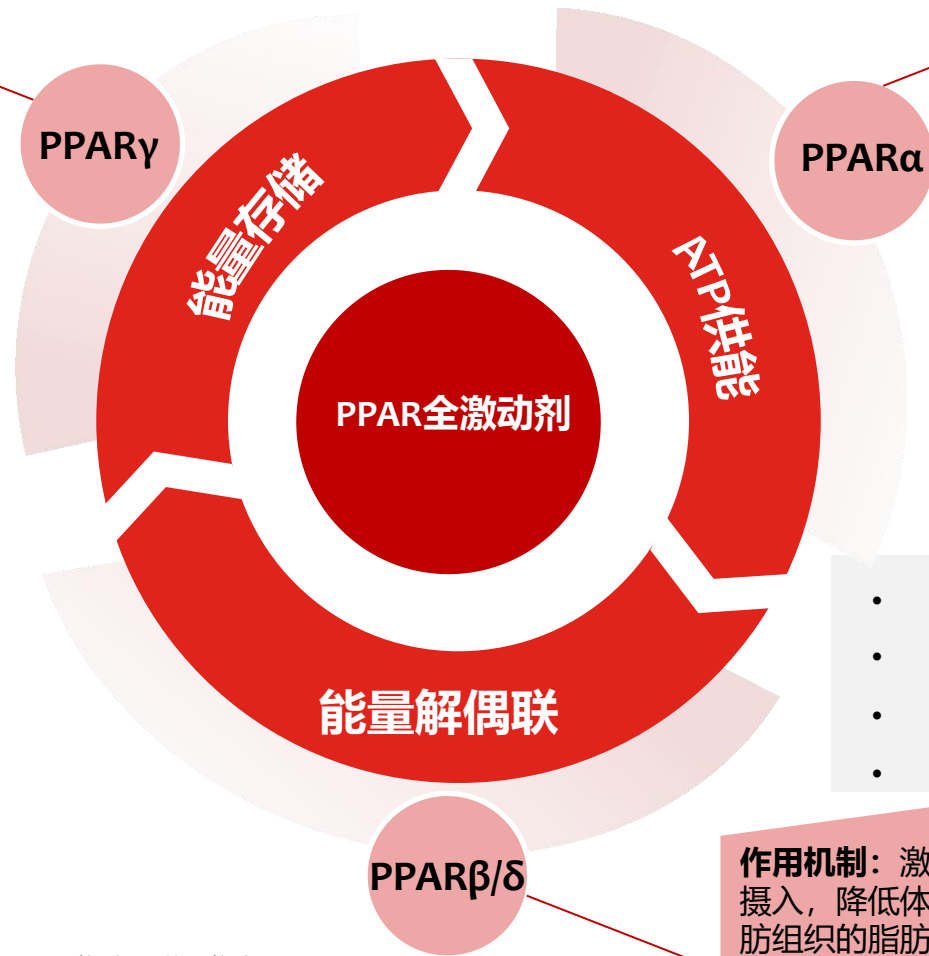 PPARγ
PPARα
能量存储
ATP供能
PPAR全激动剂
•
•
•
•
能量解偶联
PPARβ/δ
作用机制：激
摄入，降低体
肪组织的脂肪